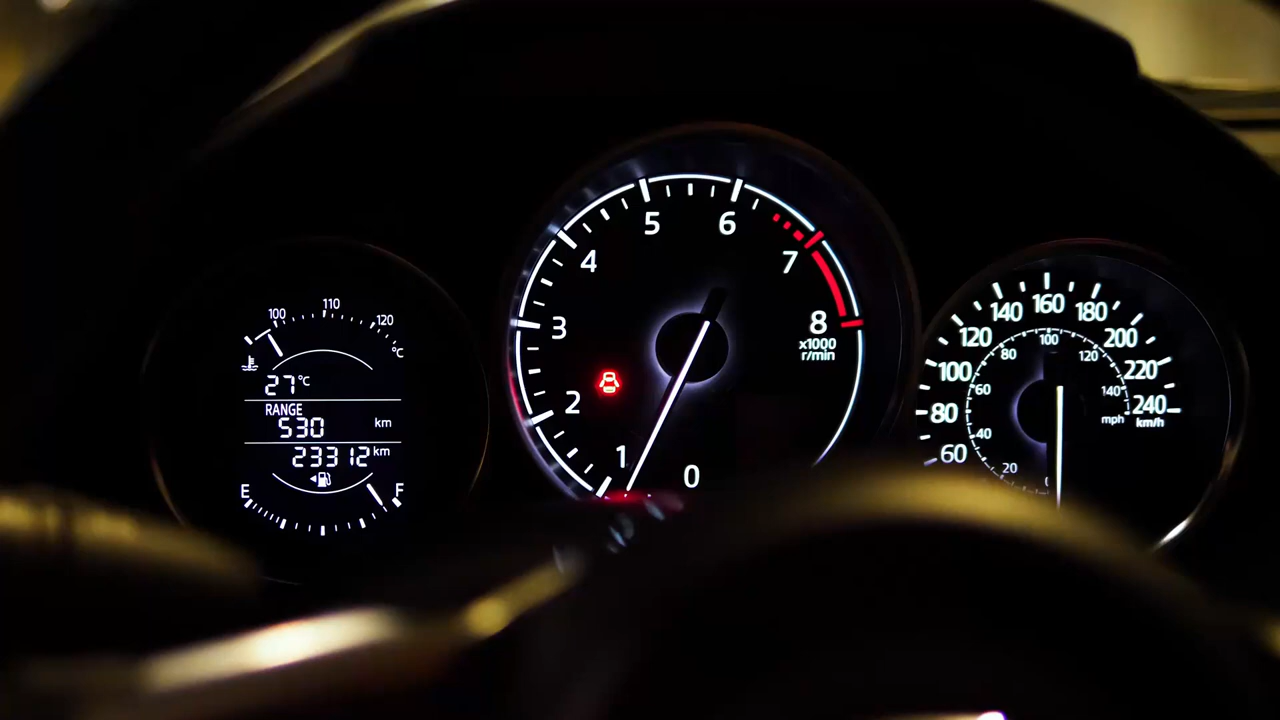 100 110 120
°C
27°C
RANGE
530 km
23312 km
E F
0 1 2 3 4 5 6 7 8
x1000
r/min
60 80 100 120 140 160 180 200 220 240
km/h
0 20 40 60 80 100 120 140
mph